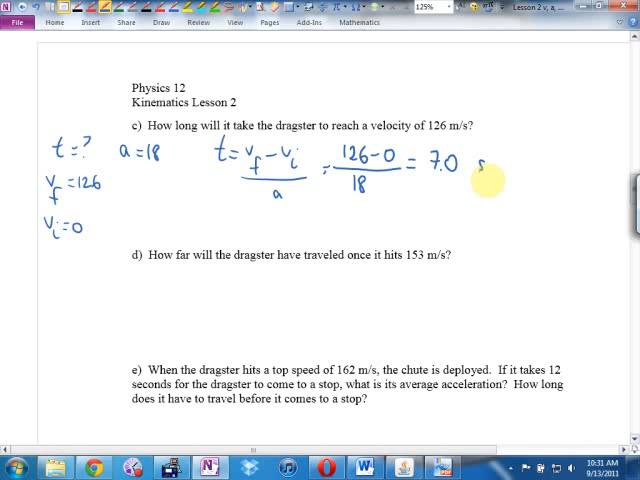 File
Home
Insert
Draw
History
Review
View
Page Layout
Add-Ins
Mathematics
125%
Lesson 2 v, a, ...
Physics 12
Kinematics Lesson 2
c) How long will it take the dragster to reach a velocity of 126 m/s?
t = ? a = 18 t = vf - vi / a = 126 - 0 / 18 = 7.0 s
vf = 126
vi = 0
d) How far will the dragster have traveled once it hits 153 m/s?
e) When the dragster hits a top speed of 162 m/s, the chute is deployed. If it takes 12
seconds for the dragster to come to a stop, what is its average acceleration? How long
does it have to travel before it comes to a stop?
10:31 AM
9/13/2011